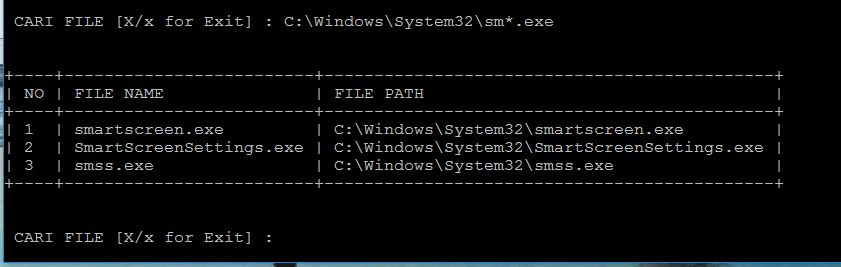 CARI FILE [X/x for Exit] : C:\Windows\System32\sm*.exe
+----+-------------------------+---------------------------------------------+
| NO | FILE NAME | FILE PATH |
+----+-------------------------+---------------------------------------------+
| 1 | smartscreen.exe | C:\Windows\System32\smartscreen.exe |
| 2 | SmartScreenSettings.exe | C:\Windows\System32\SmartScreenSettings.exe |
| 3 | smss.exe | C:\Windows\System32\smss.exe |
+----+-------------------------+---------------------------------------------+
CARI FILE [X/x for Exit] :